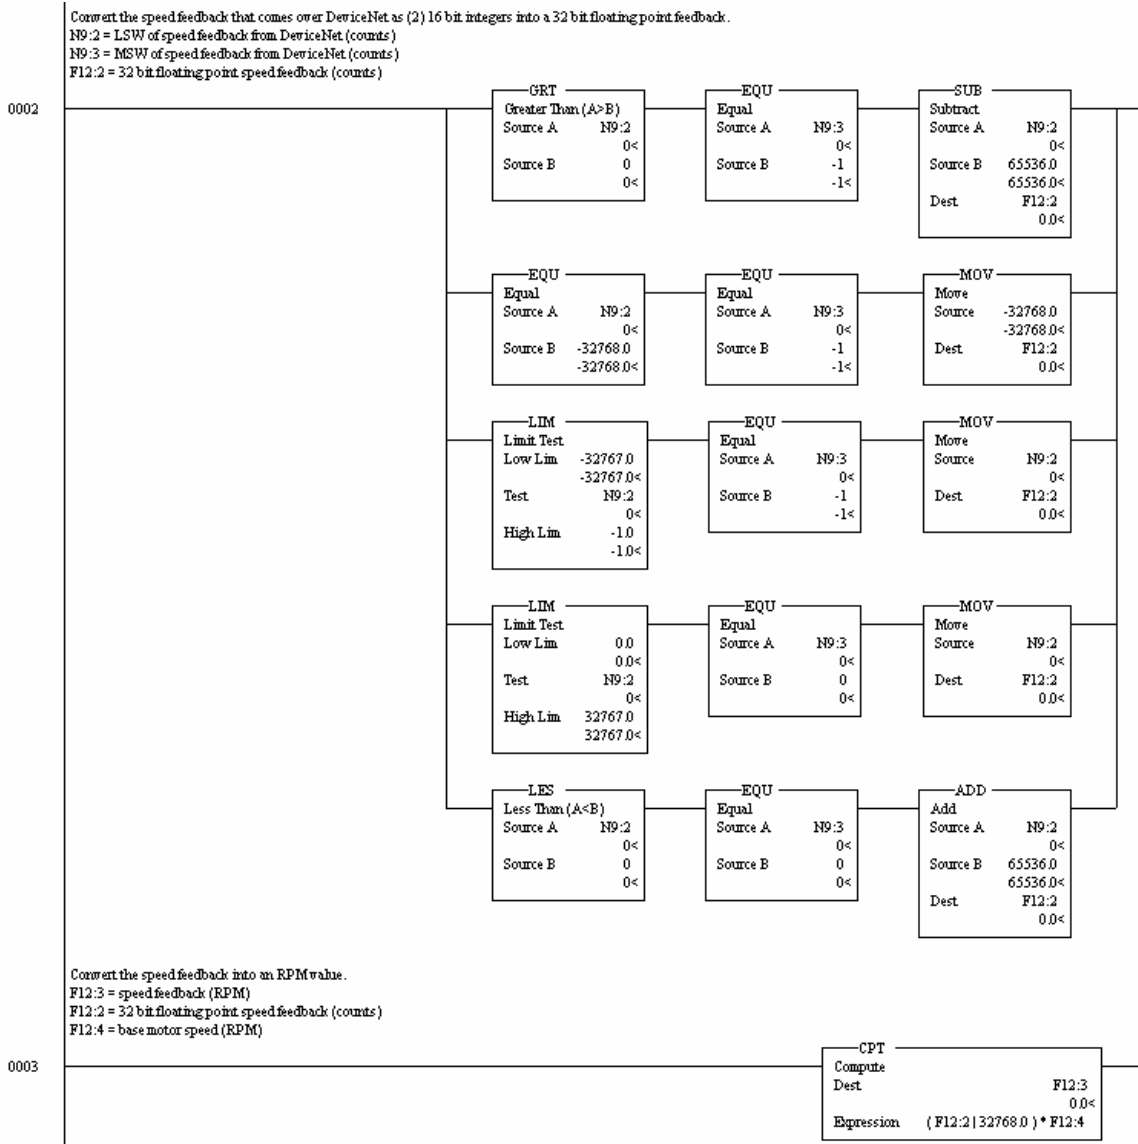 Convert the speed feedback that comes over DeviceNet as (2) 16 bit integers into a 32 bit floating point feedback.
N9:2 = LSW of speed feedback from DeviceNet (counts)
N9:3 = MSW of speed feedback from DeviceNet (counts)
F12:2 = 32 bit floating point speed feedback (counts)
0002
GRT
Greater Than (A>B)
Source A N9:2
0<
Source B 0
0<
EQU
Equal
Source A N9:3
0<
Source B -1
-1<
SUB
Subtract
Source A N9:2
0<
Source B 65536.0
65536.0<
Dest F12:2
0.0<
EQU
Equal
Source A N9:2
0<
Source B -32768.0
-32768.0<
EQU
Equal
Source A N9:3
0<
Source B -1
-1<
MOV
Move
Source -32768.0
-32768.0<
Dest F12:2
0.0<
LIM
Limit Test
Low Lim -32767.0
-32767.0<
Test N9:2
0<
High Lim -1.0
-1.0<
EQU
Equal
Source A N9:3
0<
Source B -1
-1<
MOV
Move
Source N9:2
0<
Dest F12:2
0.0<
LIM
Limit Test
Low Lim 0.0
0.0<
Test N9:2
0<
High Lim 32767.0
32767.0<
EQU
Equal
Source A N9:3
0<
Source B 0
0<
MOV
Move
Source N9:2
0<
Dest F12:2
0.0<
LES
Less Than (A<B)
Source A N9:2
0<
Source B 0
0<
EQU
Equal
Source A N9:3
0<
Source B 0
0<
ADD
Add
Source A N9:2
0<
Source B 65536.0
65536.0<
Dest F12:2
0.0<
Convert the speed feedback into an RPM value.
F12:3 = speed feedback (RPM)
F12:2 = 32 bit floating point speed feedback (counts)
F12:4 = base motor speed (RPM)
0003
CPT
Compute
Dest F12:3
0.0<
Expression ( F12:2 | 32768.0 ) * F12:4